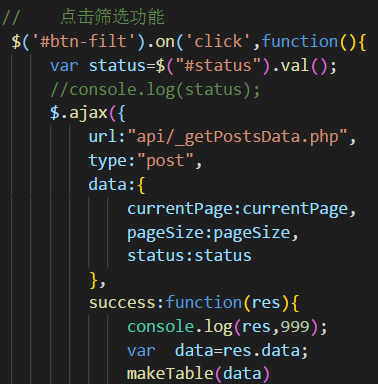 //    点击筛选功能
$('#btn-filt').on('click',function(){
    var status=$("#status").val();
    //console.log(status);
    $.ajax({
        url:"api/_getPostsData.php",
        type:"post",
        data:{
            currentPage:currentPage,
            pageSize:pageSize,
            status:status
        },
        success:function(res){
            console.log(res,999);
            var  data=res.data;
            makeTable(data)